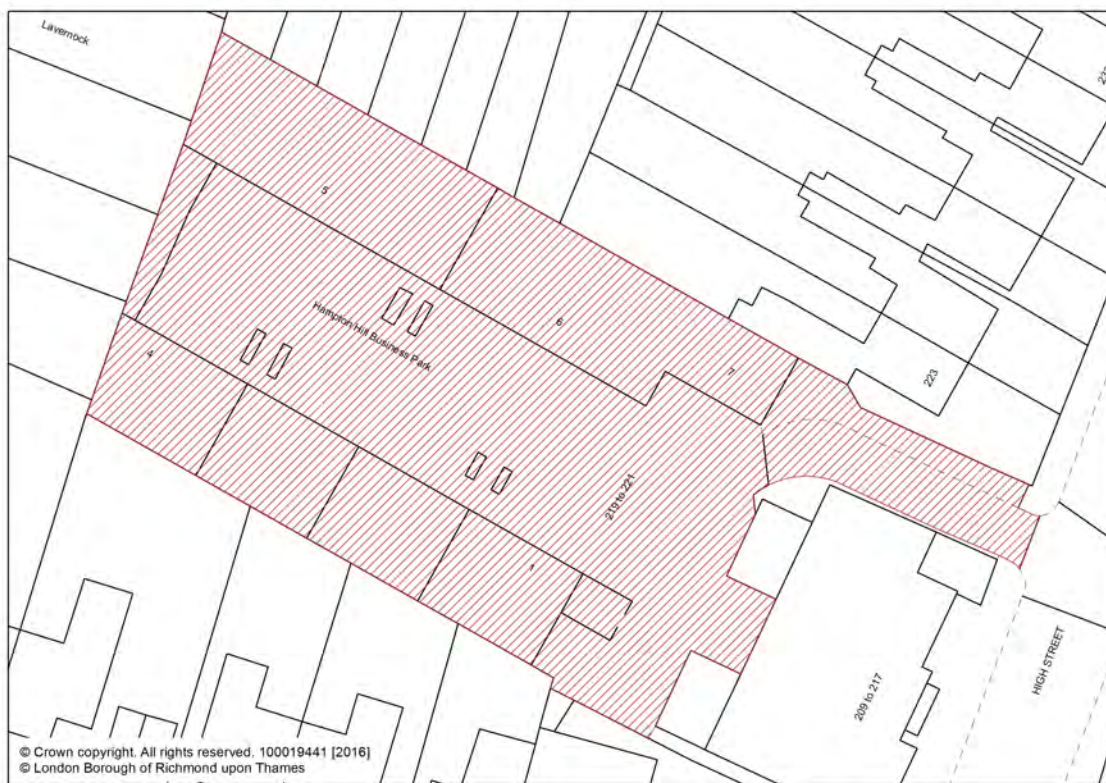 Lavernock
5
6
7
Hampton Hill Business Park
4
223
219 to 221
1
209 to 217
HIGH STREET
© Crown copyright. All rights reserved. 100019441 [2016]
© London Borough of Richmond upon Thames